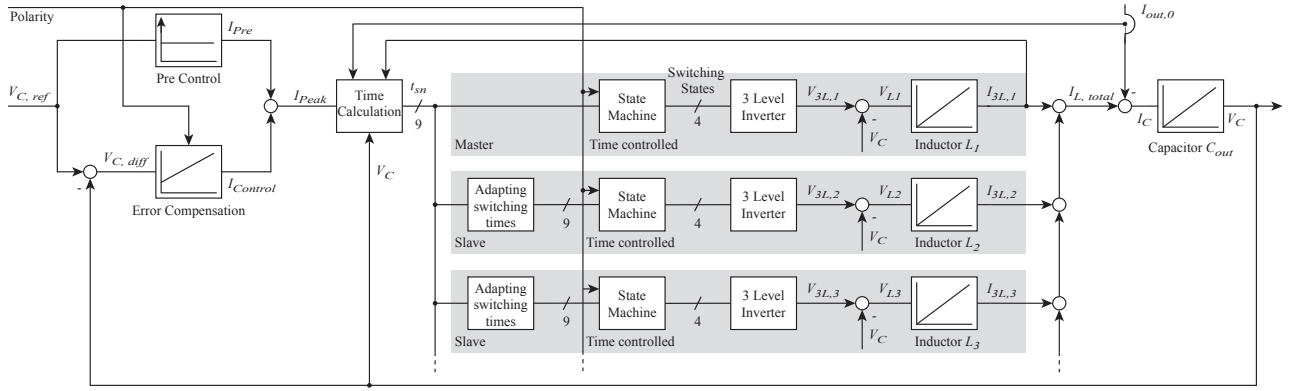 Polarity
I_Pre
Pre Control
V_C, ref
I_Peak
V_C, diff
-
I_Control
Error Compensation
Time
Calculation
t_sn
9
V_C
I_out,0
Switching
States
State
Machine
4
3 Level
Inverter
V_3L,1
V_L1
-
V_C
I_3L,1
Master
Time controlled
Inductor L_1
I_L, total
-
I_C
V_C
Capacitor C_out
Adapting
switching
times
9
State
Machine
4
3 Level
Inverter
V_3L,2
V_L2
-
V_C
I_3L,2
Slave
Time controlled
Inductor L_2
Adapting
switching
times
9
State
Machine
4
3 Level
Inverter
V_3L,3
V_L3
-
V_C
I_3L,3
Slave
Time controlled
Inductor L_3